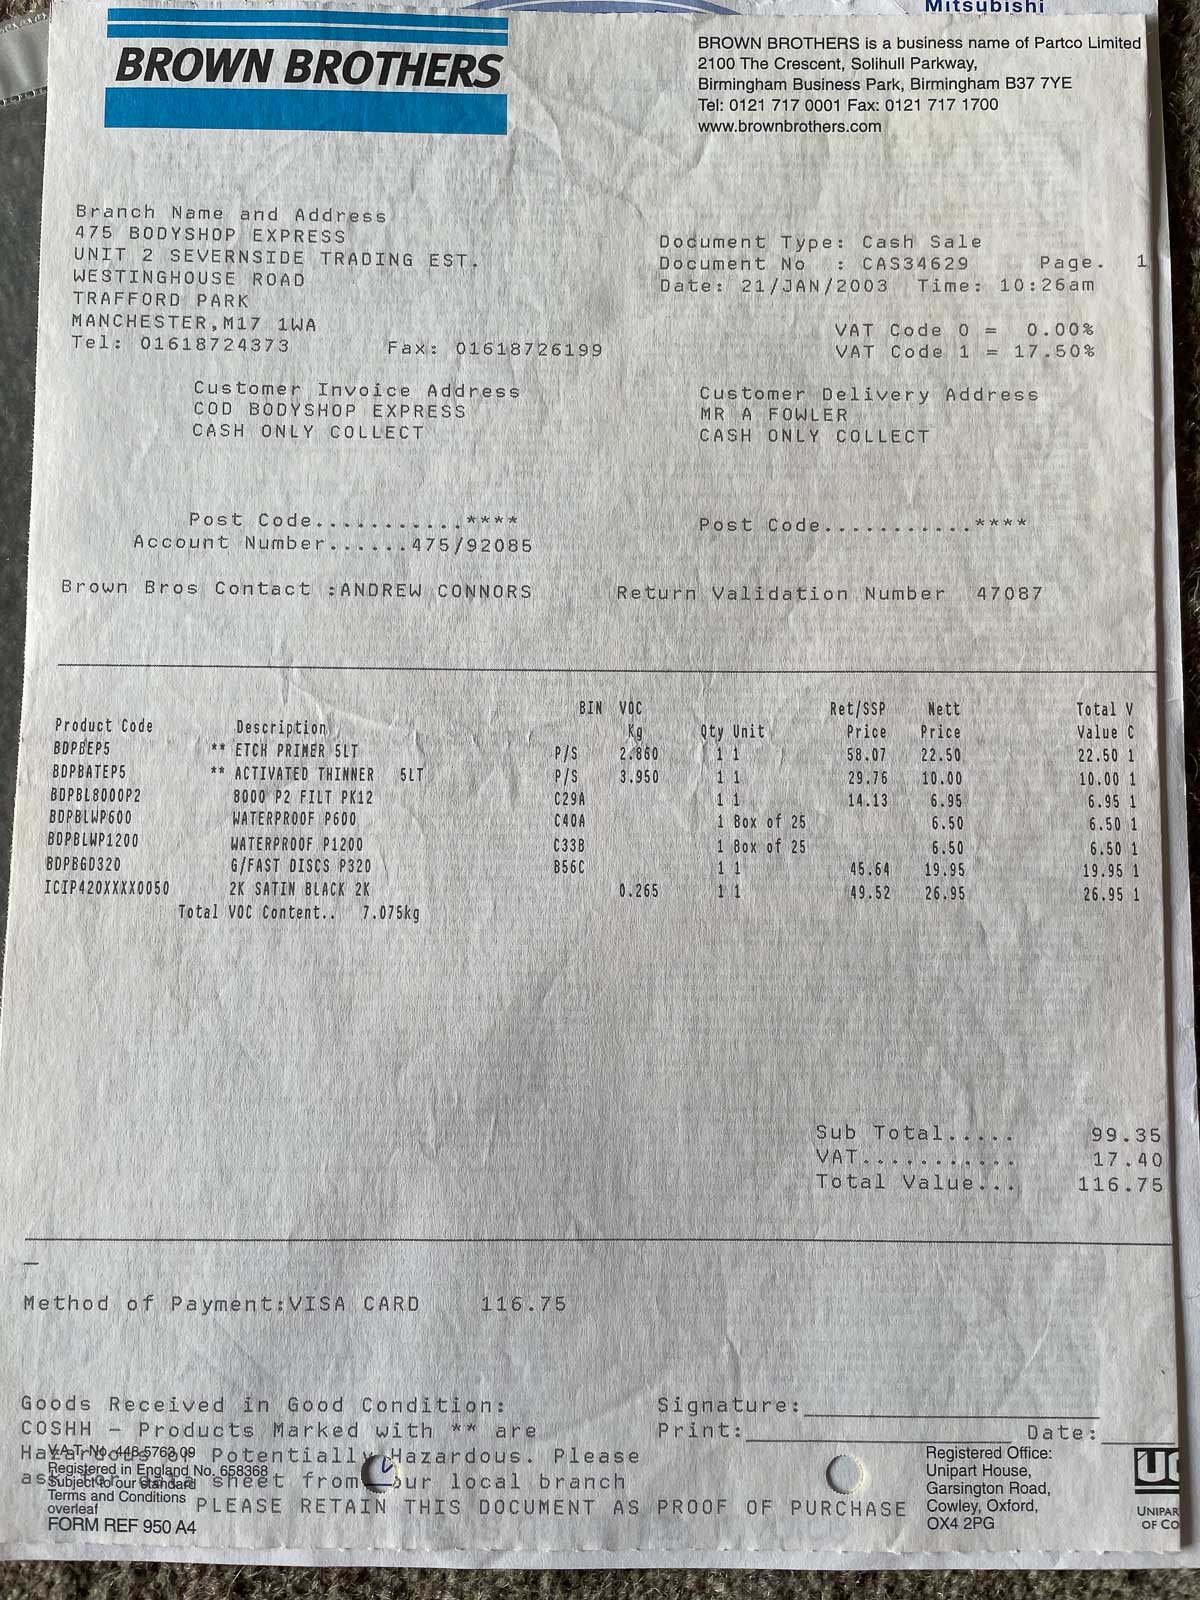 Mitsubishi
BROWN BROTHERS
BROWN BROTHERS is a business name of Partco Limited
2100 The Crescent, Solihull Parkway,
Birmingham Business Park, Birmingham B37 7YE
Tel: 0121 717 0001 Fax: 0121 717 1700
www.brownbrothers.com
Branch Name and Address
475 BODYSHOP EXPRESS
UNIT 2 SEVERNSIDE TRADING EST.
WESTINGHOUSE ROAD
TRAFFORD PARK
MANCHESTER,M17 1WA
Tel: 01618724373 Fax: 01618726199
Document Type: Cash Sale
Document No : CAS34629 Page. 1
Date: 21/JAN/2003 Time: 10:26am
VAT Code 0 = 0.00%
VAT Code 1 = 17.50%
Customer Invoice Address
COD BODYSHOP EXPRESS
CASH ONLY COLLECT
Customer Delivery Address
MR A FOWLER
CASH ONLY COLLECT
Post Code...........****
Account Number......475/92085
Post Code...........****
Brown Bros Contact :ANDREW CONNORS Return Validation Number 47087
BIN VOC Ret/SSP Nett Total V
Product Code Description Kg Qty Unit Price Price Value C
BDPBEP5 ** ETCH PRIMER 5LT P/S 2.860 1 1 58.07 22.50 22.50 1
BDPBATEP5 ** ACTIVATED THINNER 5LT P/S 3.950 1 1 29.76 10.00 10.00 1
BDPBL8000P2 8000 P2 FILT PK12 C29A 1 1 14.13 6.95 6.95 1
BDPBLWP600 WATERPROOF P600 C40A 1 Box of 25 6.50 6.50 1
BDPBLWP1200 WATERPROOF P1200 C33B 1 Box of 25 6.50 6.50 1
BDPBGD320 G/FAST DISCS P320 B56C 1 1 45.64 19.95 19.95 1
ICIP420XXXX0050 2K SATIN BLACK 2K 0.265 1 1 49.52 26.95 26.95 1
Total VOC Content.. 7.075kg
Sub Total..... 99.35
VAT........... 17.40
Total Value... 116.75
Method of Payment:VISA CARD 116.75
Goods Received in Good Condition: Signature:
COSHH - Products Marked with ** are Print: Date:
Hazardous or Potentially Hazardous. Please
sheet from your local branch
PLEASE RETAIN THIS DOCUMENT AS PROOF OF PURCHASE
V.A.T. No. 448 5763 09
Registered in England No. 658368
Subject to our standard
Terms and Conditions
overleaf
FORM REF 950 A4
Registered Office:
Unipart House,
Garsington Road,
Cowley, Oxford,
OX4 2PG
UNIPAR
OF CO